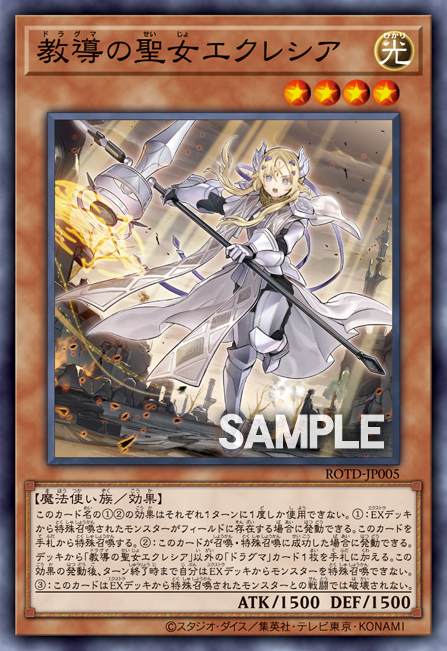 教導の聖女エクレシア
光
SAMPLE
ROTD-JP005
【魔法使い族／効果】
このカード名の①②の効果はそれぞれ1ターンに1度しか使用できない。①：EXデッキ
から特殊召喚されたモンスターがフィールドに存在する場合に発動できる。このカードを
手札から特殊召喚する。②：このカードが召喚・特殊召喚に成功した場合に発動できる。
デッキから「教導の聖女エクレシア」以外の「ドラグマ」カード1枚を手札に加える。この
効果の発動後、ターン終了時まで自分はEXデッキからモンスターを特殊召喚できない。
③：このカードはEXデッキから特殊召喚されたモンスターとの戦闘では破壊されない。
ATK/1500 DEF/1500
©スタジオ・ダイス／集英社・テレビ東京・KONAMI